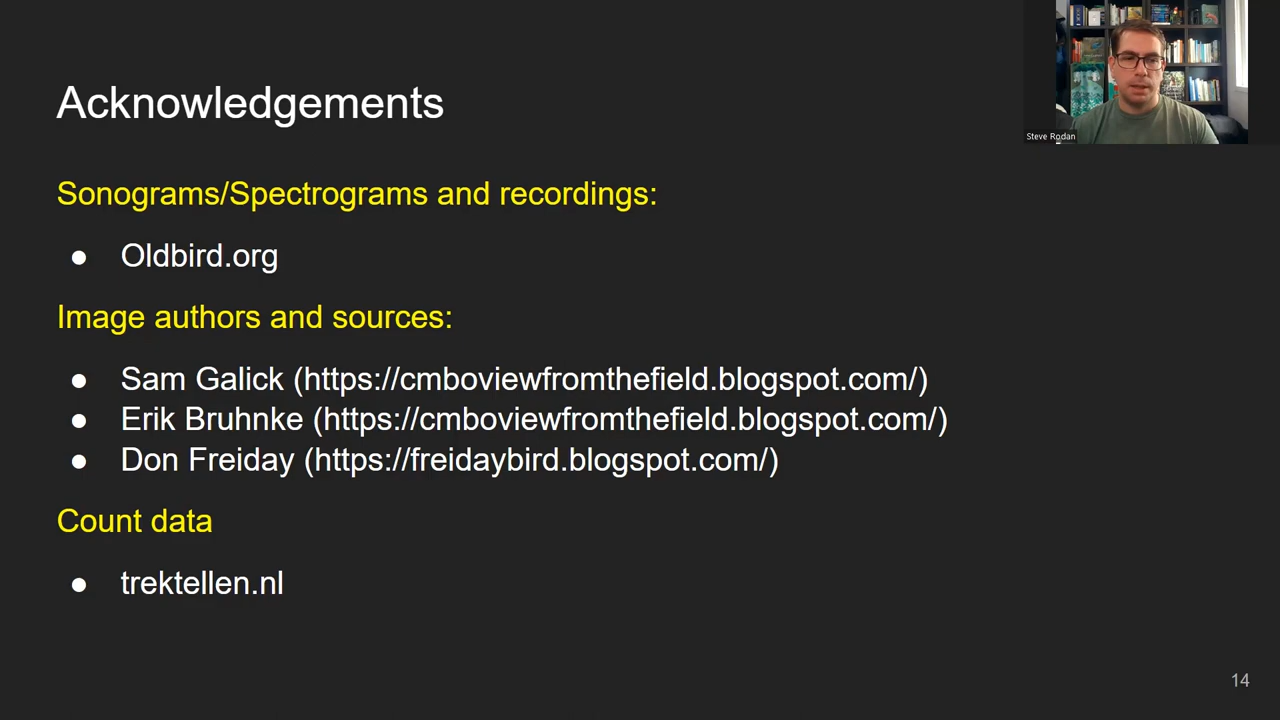 Acknowledgements
Steve Rodan
Sonograms/Spectrograms and recordings:
● Oldbird.org
Image authors and sources:
● Sam Galick (https://cmboviewfromthefield.blogspot.com/)
● Erik Bruhnke (https://cmboviewfromthefield.blogspot.com/)
● Don Freiday (https://freidaybird.blogspot.com/)
Count data
● trektellen.nl
14